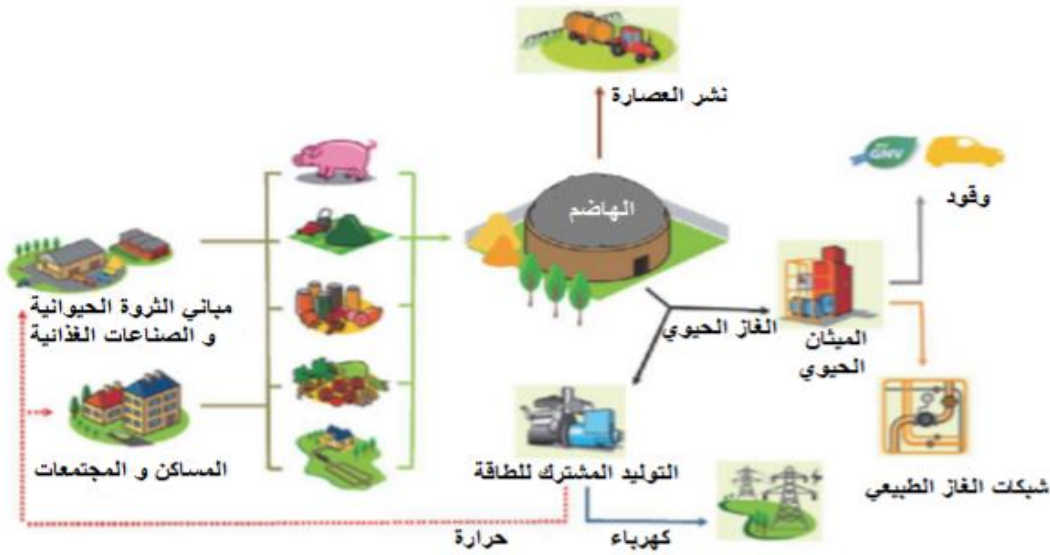 نشر العصارة
GNV
وقود
الهاضم
مباني الثروة الحيوانية
و الصناعات الغذائية
الغاز الحيوي
الميثان
الحيوي
المساكن و المجتمعات
التوليد المشترك للطاقة
شبكات الغاز الطبيعي
حرارة
كهرباء